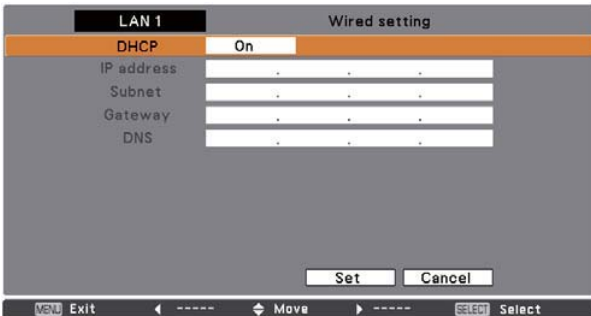 LAN 1 Wired setting
DHCP On
IP address . . .
Subnet . . .
Gateway . . .
DNS . . .
Set Cancel
MENU Exit ◀ ----- ◆ Move ▶ ----- SELECT Select